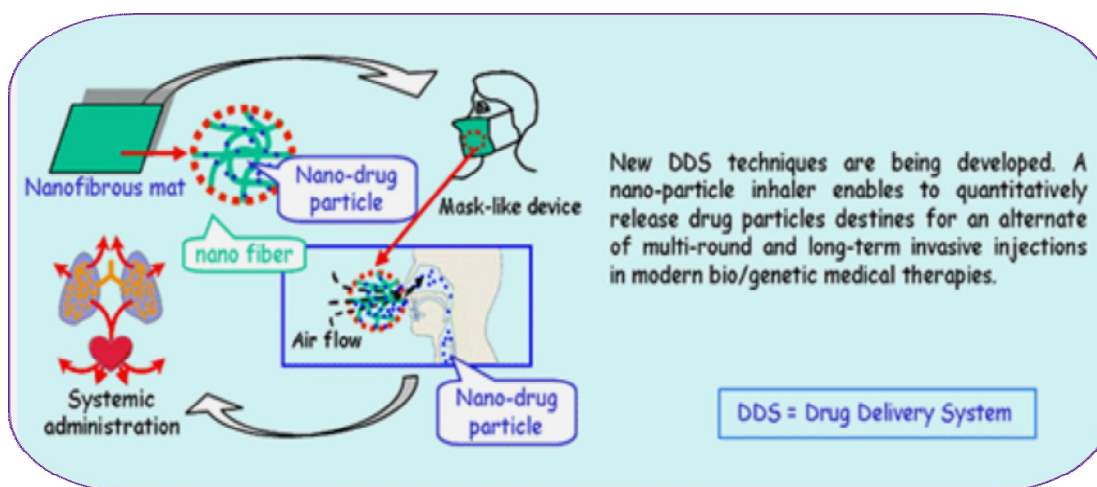 Nanofibrous mat
Nano-drug
particle
nano fiber
Mask-like device
Air flow
Nano-drug
particle
Systemic
administration
New DDS techniques are being developed. A
nano-particle inhaler enables to quantitatively
release drug particles destines for an alternate
of multi-round and long-term invasive injections
in modern bio/genetic medical therapies.
DDS = Drug Delivery System